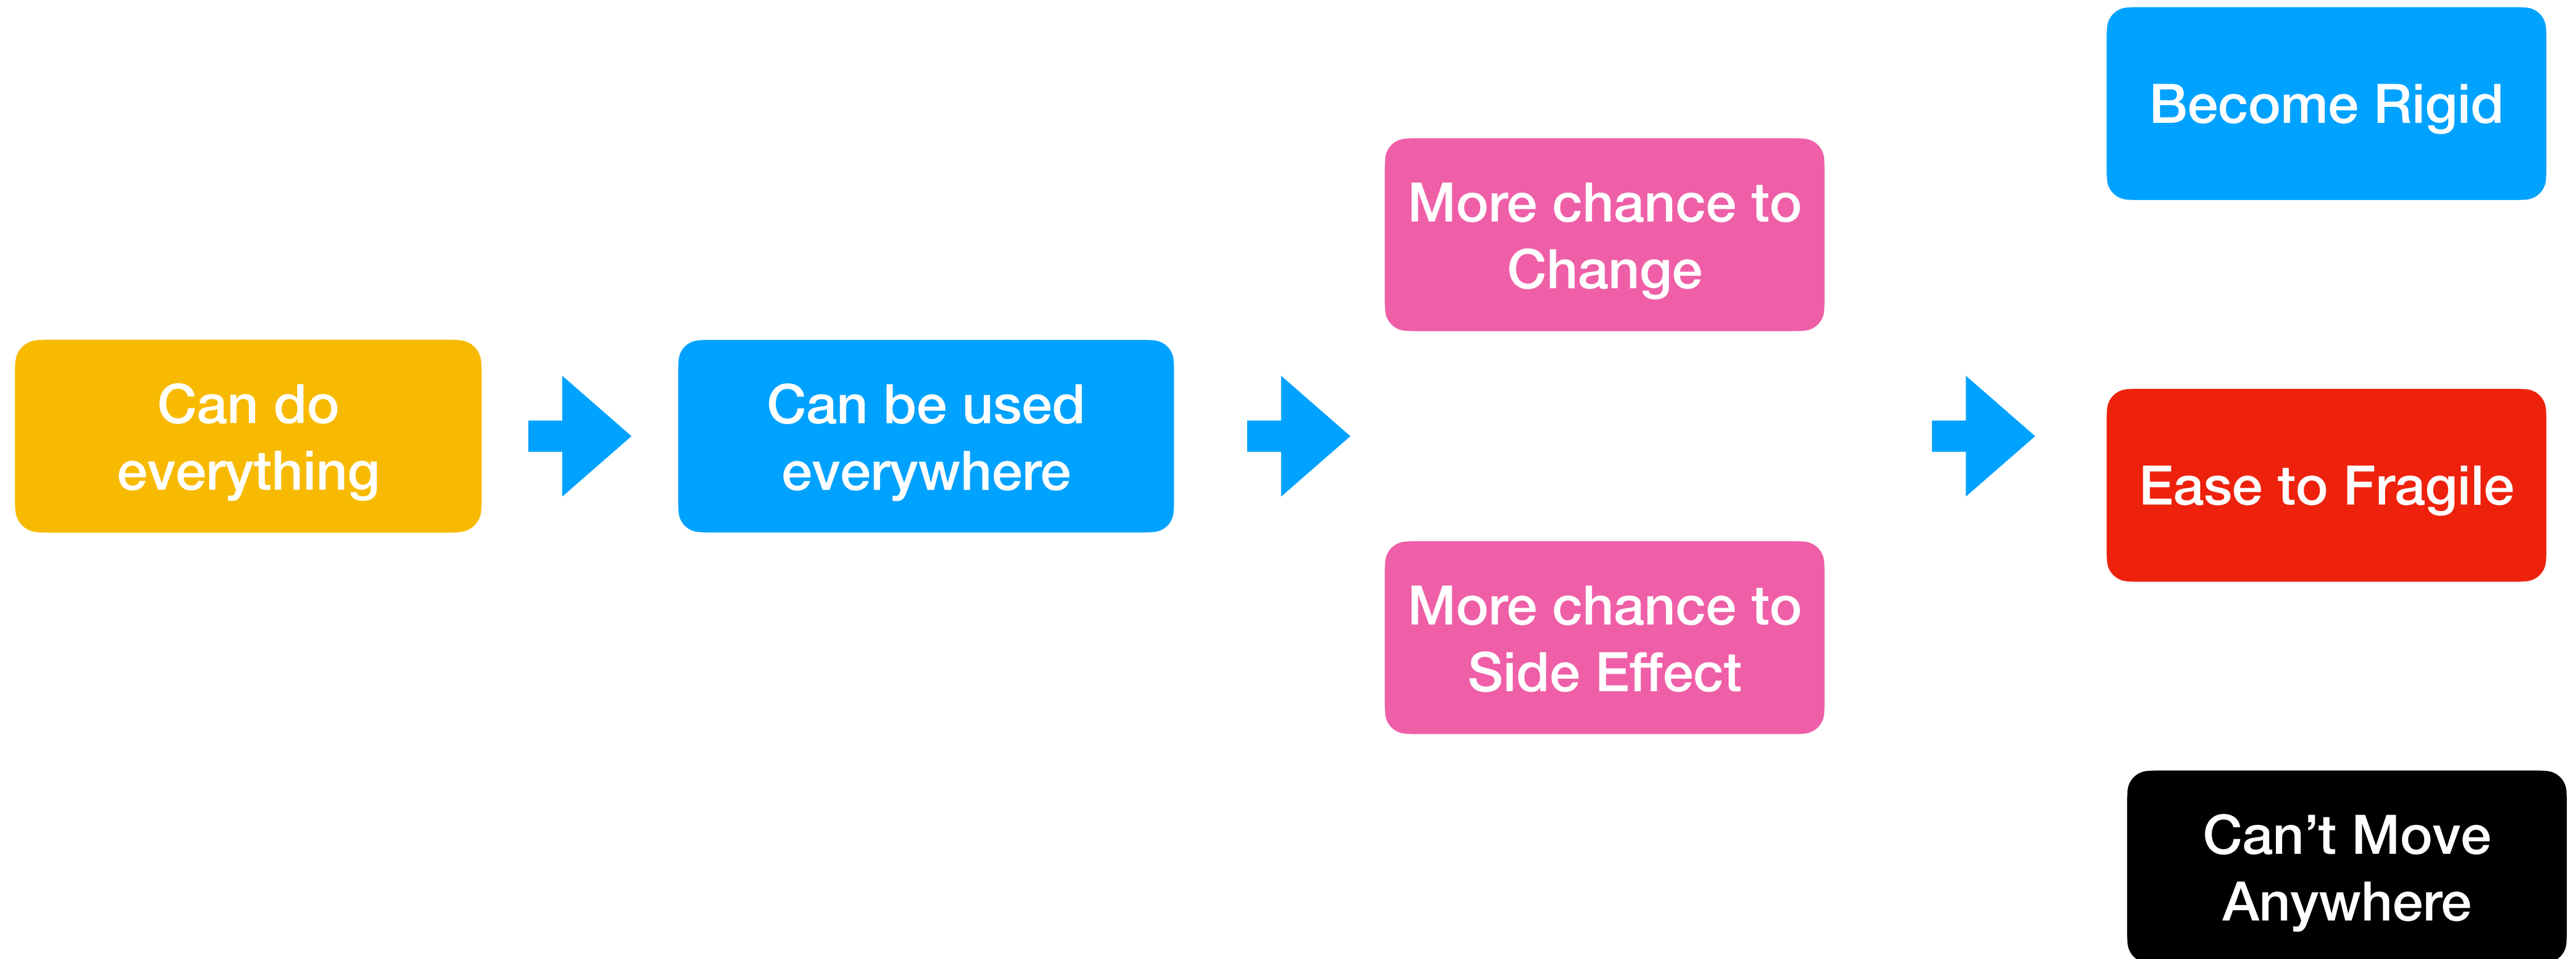 Can do
everything
Can be used
everywhere
More chance to
Change
More chance to
Side Effect
Become Rigid
Ease to Fragile
Can’t Move
Anywhere